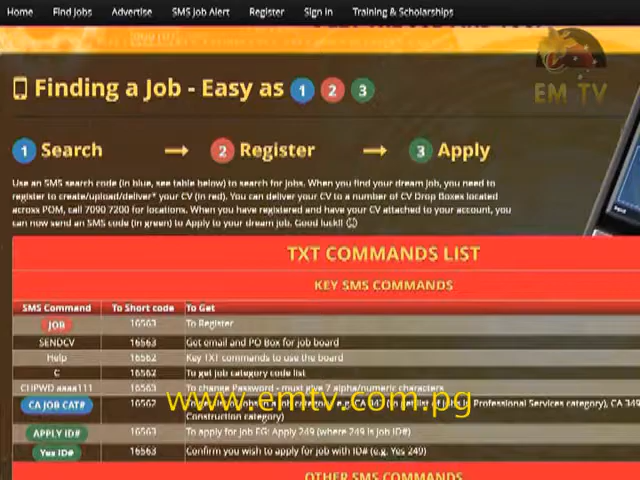 Home Find Jobs Advertise SMS Job Alert Register Sign in Training & Scholarships
EM TV
Finding a Job - Easy as 1 2 3
1 Search 2 Register 3 Apply
Use an SMS search code (in blue, see table below) to search for jobs. When you find your dream job, you need to
register to create/upload/deliver* your CV (in red). You can deliver your CV to a number of CV Drop Boxes located
across POM, call 7090 7200 for locations. When you have registered and have your CV attached to your account, you
can now send an SMS code (in green) to Apply to your dream job. Good luck!!
TXT COMMANDS LIST
KEY SMS COMMANDS
SMS Command To Short code To Get
JOB 16563 To Register
SENDCV 16563 Get email and PO Box for job board
Help 16562 Key TXT commands to use the board
C 16562 To get job category code list
CHPWD aaaa111 16563 To change Password - must give 7 alpha/numeric characters
CA JOB CAT# 16562 Professional Services category), CA 349
Construction category)
www.emtv.com.pg
APPLY ID# 16563 To apply for job EG: Apply 249 (where 249 is Job ID#)
Yes ID# 16563 Confirm you wish to apply for job with ID# (e.g. Yes 249)
OTHER SMS COMMANDS